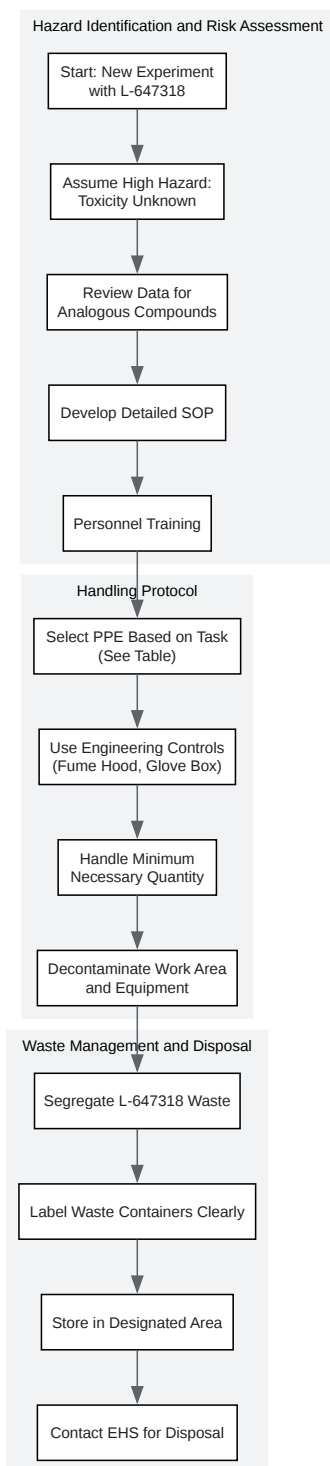 Hazard Identification and Risk Assessment
Start: New Experiment
with L-647318
Assume High Hazard:
Toxicity Unknown
Review Data for
Analogous Compounds
Develop Detailed SOP
Personnel Training
Handling Protocol
Select PPE Based on Task
(See Table)
Use Engineering Controls
(Fume Hood, Glove Box)
Handle Minimum
Necessary Quantity
Decontaminate Work Area
and Equipment
Waste Management and Disposal
Segregate L-647318 Waste
Label Waste Containers Clearly
Store in Designated Area
Contact EHS for Disposal